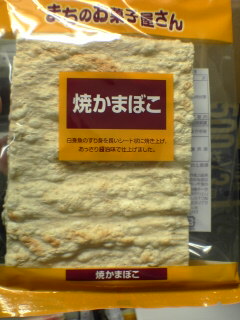 まちのお菓子屋さん
焼かまぼこ
白身魚のすり身を薄いシート状に焼き上げ、
あっさり醤油味で仕上げました。
焼かまぼこ